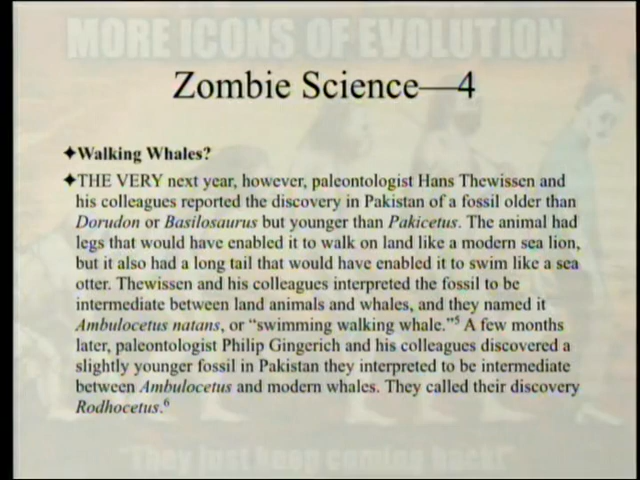 MORE ICONS OF EVOLUTION
Zombie Science—4
✦Walking Whales?
✦THE VERY next year, however, paleontologist Hans Thewissen and
his colleagues reported the discovery in Pakistan of a fossil older than
Dorudon or Basilosaurus but younger than Pakicetus. The animal had
legs that would have enabled it to walk on land like a modern sea lion,
but it also had a long tail that would have enabled it to swim like a sea
otter. Thewissen and his colleagues interpreted the fossil to be
intermediate between land animals and whales, and they named it
Ambulocetus natans, or “swimming walking whale.”⁵ A few months
later, paleontologist Philip Gingerich and his colleagues discovered a
slightly younger fossil in Pakistan they interpreted to be intermediate
between Ambulocetus and modern whales. They called their discovery
Rodhocetus.⁶
"They just keep coming back!"